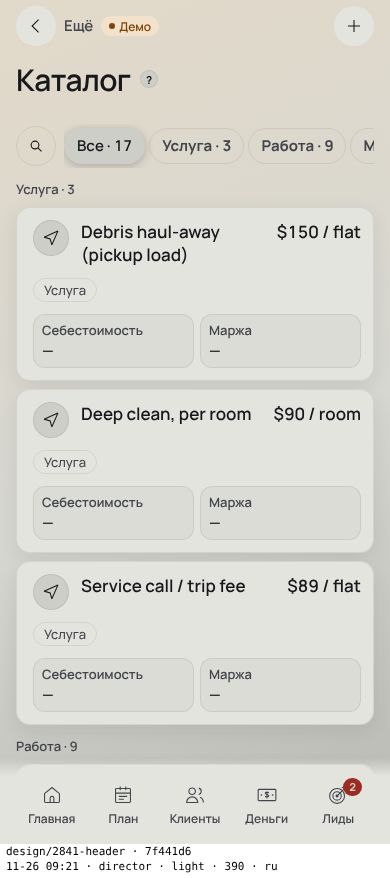 Ещё
Демо
Каталог
?
Все · 17
Услуга · 3
Работа · 9
Услуга · 3
Debris haul-away
(pickup load)
$150 / flat
Услуга
Себестоимость
—
Маржа
—
Deep clean, per room
$90 / room
Услуга
Себестоимость
—
Маржа
—
Service call / trip fee
$89 / flat
Услуга
Себестоимость
—
Маржа
—
Работа · 9
2
Главная
План
Клиенты
Деньги
Лиды
design/2841-header · 7f441d6
11-26 09:21 · director · light · 390 · ru